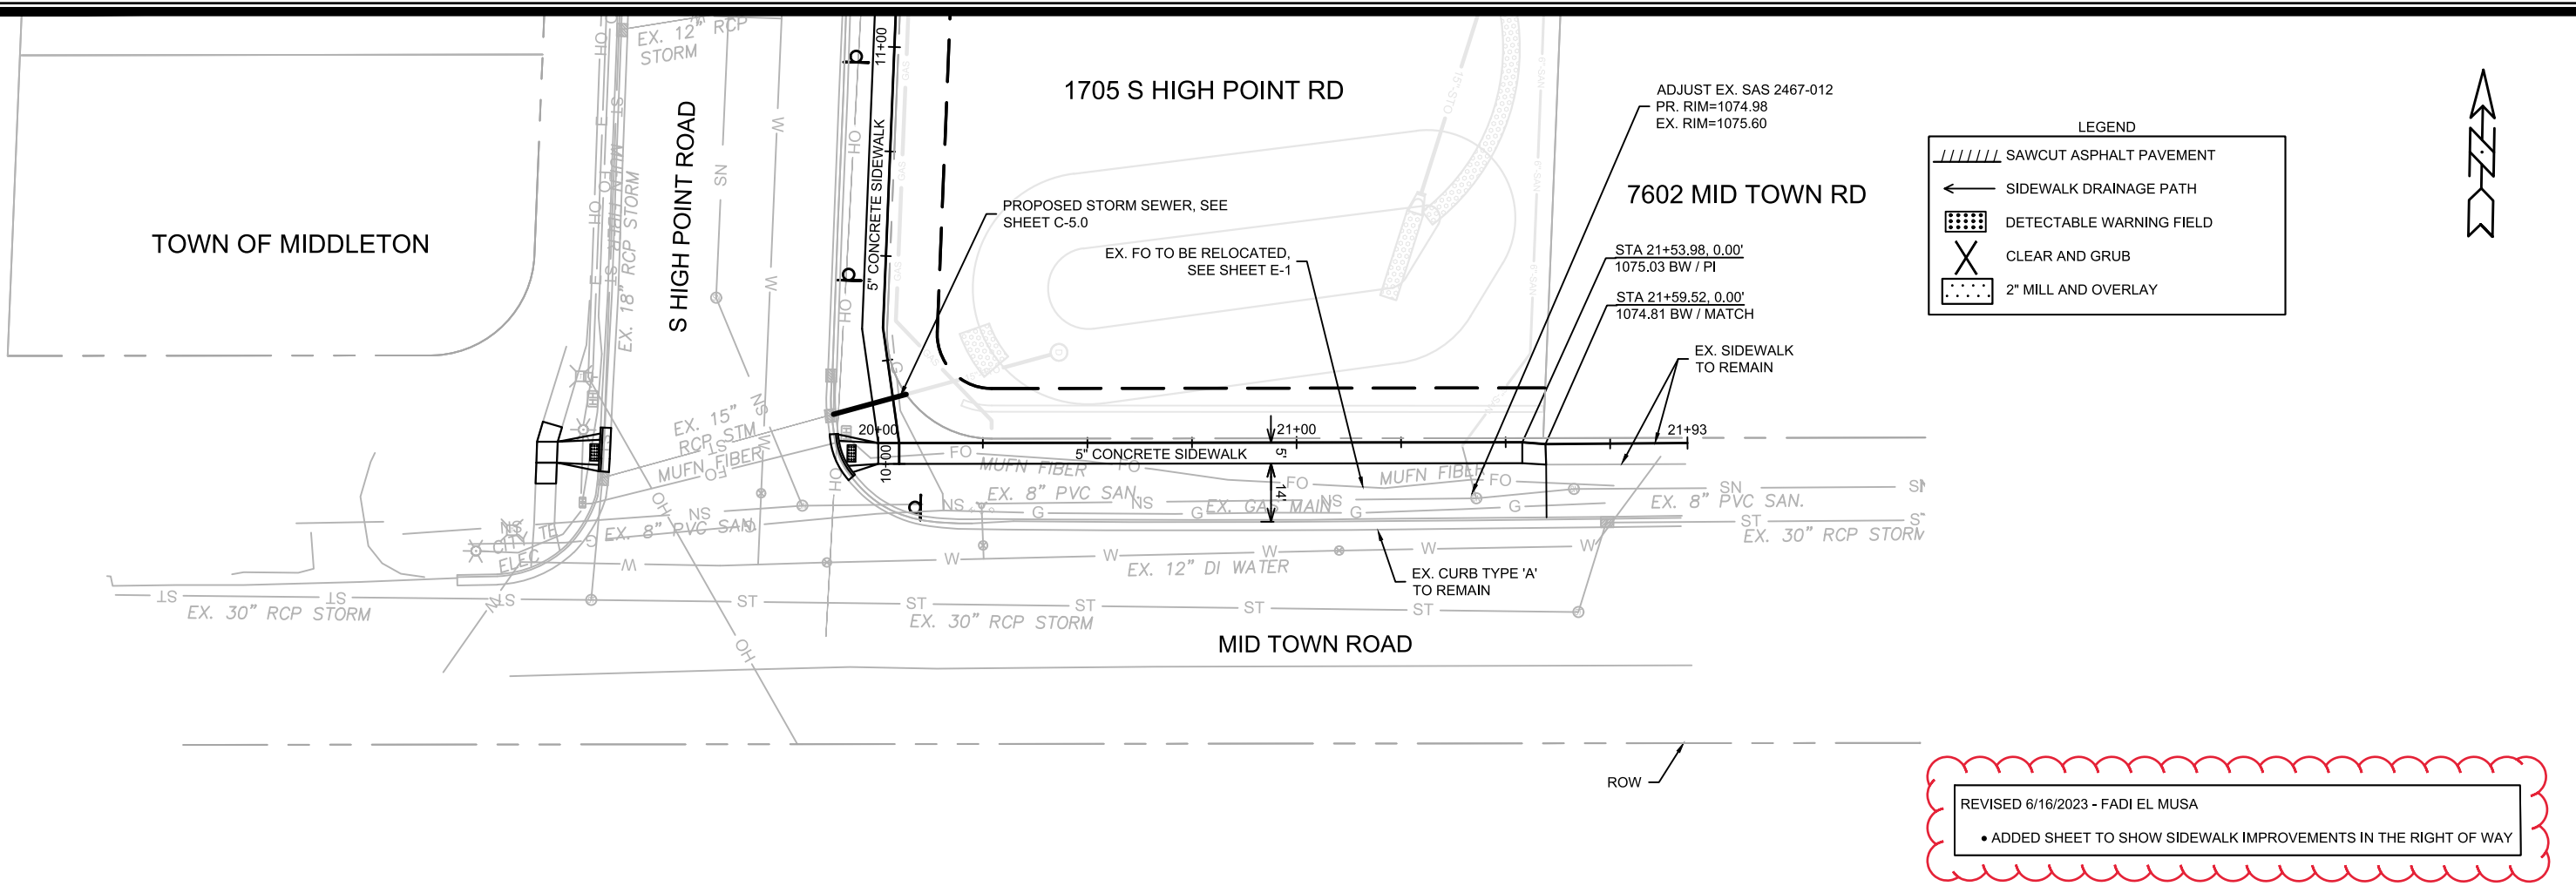 EX. 12" RCP
STORM
11+00
1705 S HIGH POINT RD
ADJUST EX. SAS 2467-012
PR. RIM=1074.98
EX. RIM=1075.60
LEGEND
SAWCUT ASPHALT PAVEMENT
SIDEWALK DRAINAGE PATH
DETECTABLE WARNING FIELD
CLEAR AND GRUB
2" MILL AND OVERLAY
7602 MID TOWN RD
TOWN OF MIDDLETON
S HIGH POINT ROAD
EX. 18" RCP STORM
MUFN FIBER
5" CONCRETE SIDEWALK
PROPOSED STORM SEWER, SEE
SHEET C-5.0
EX. FO TO BE RELOCATED,
SEE SHEET E-1
STA 21+53.98, 0.00'
1075.03 BW / PI
STA 21+59.52, 0.00'
1074.81 BW / MATCH
EX. SIDEWALK
TO REMAIN
EX. 15"
RCP STM
MUFN FIBER
20+00
10+00
21+00
21+93
5" CONCRETE SIDEWALK
5'
14'
MUFN FIBER
MUFN FIBER
EX. 8" PVC SAN.
EX. GAS MAIN
EX. 8" PVC SAN.
EX. 8" PVC SAN.
CITY
ELEC
EX. 30" RCP STORM
EX. 12" DI WATER
EX. CURB TYPE 'A'
TO REMAIN
EX. 30" RCP STORM
EX. 30" RCP STORM
MID TOWN ROAD
ROW
REVISED 6/16/2023 - FADI EL MUSA
• ADDED SHEET TO SHOW SIDEWALK IMPROVEMENTS IN THE RIGHT OF WAY